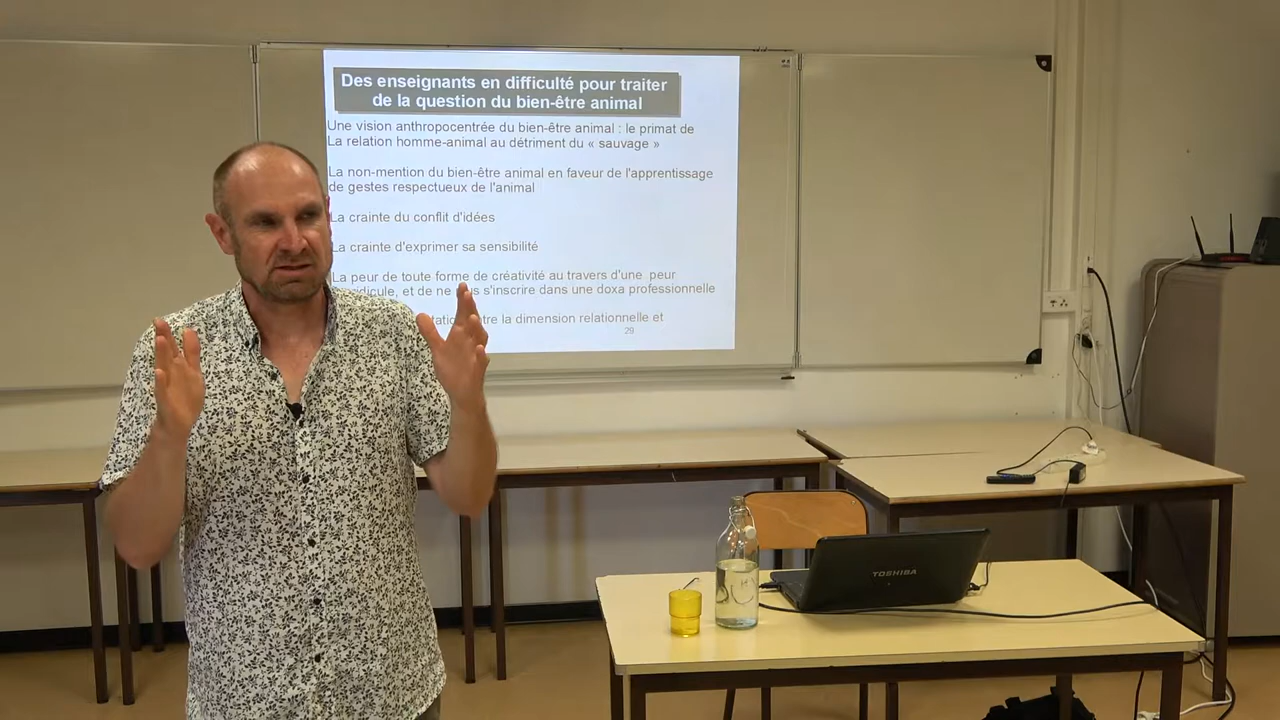 Des enseignants en difficulté pour traiter
de la question du bien-être animal
Une vision anthropocentrée du bien-être animal : le primat de
La relation homme-animal au détriment du « sauvage »
La non-mention du bien-être animal en faveur de l'apprentissage
de gestes respectueux de l'animal
La crainte du conflit d'idées
La crainte d'exprimer sa sensibilité
La peur de toute forme de créativité au travers d'une peur
ridicule, et de ne plus s'inscrire dans une doxa professionnelle
entre la dimension relationnelle et
29
TOSHIBA